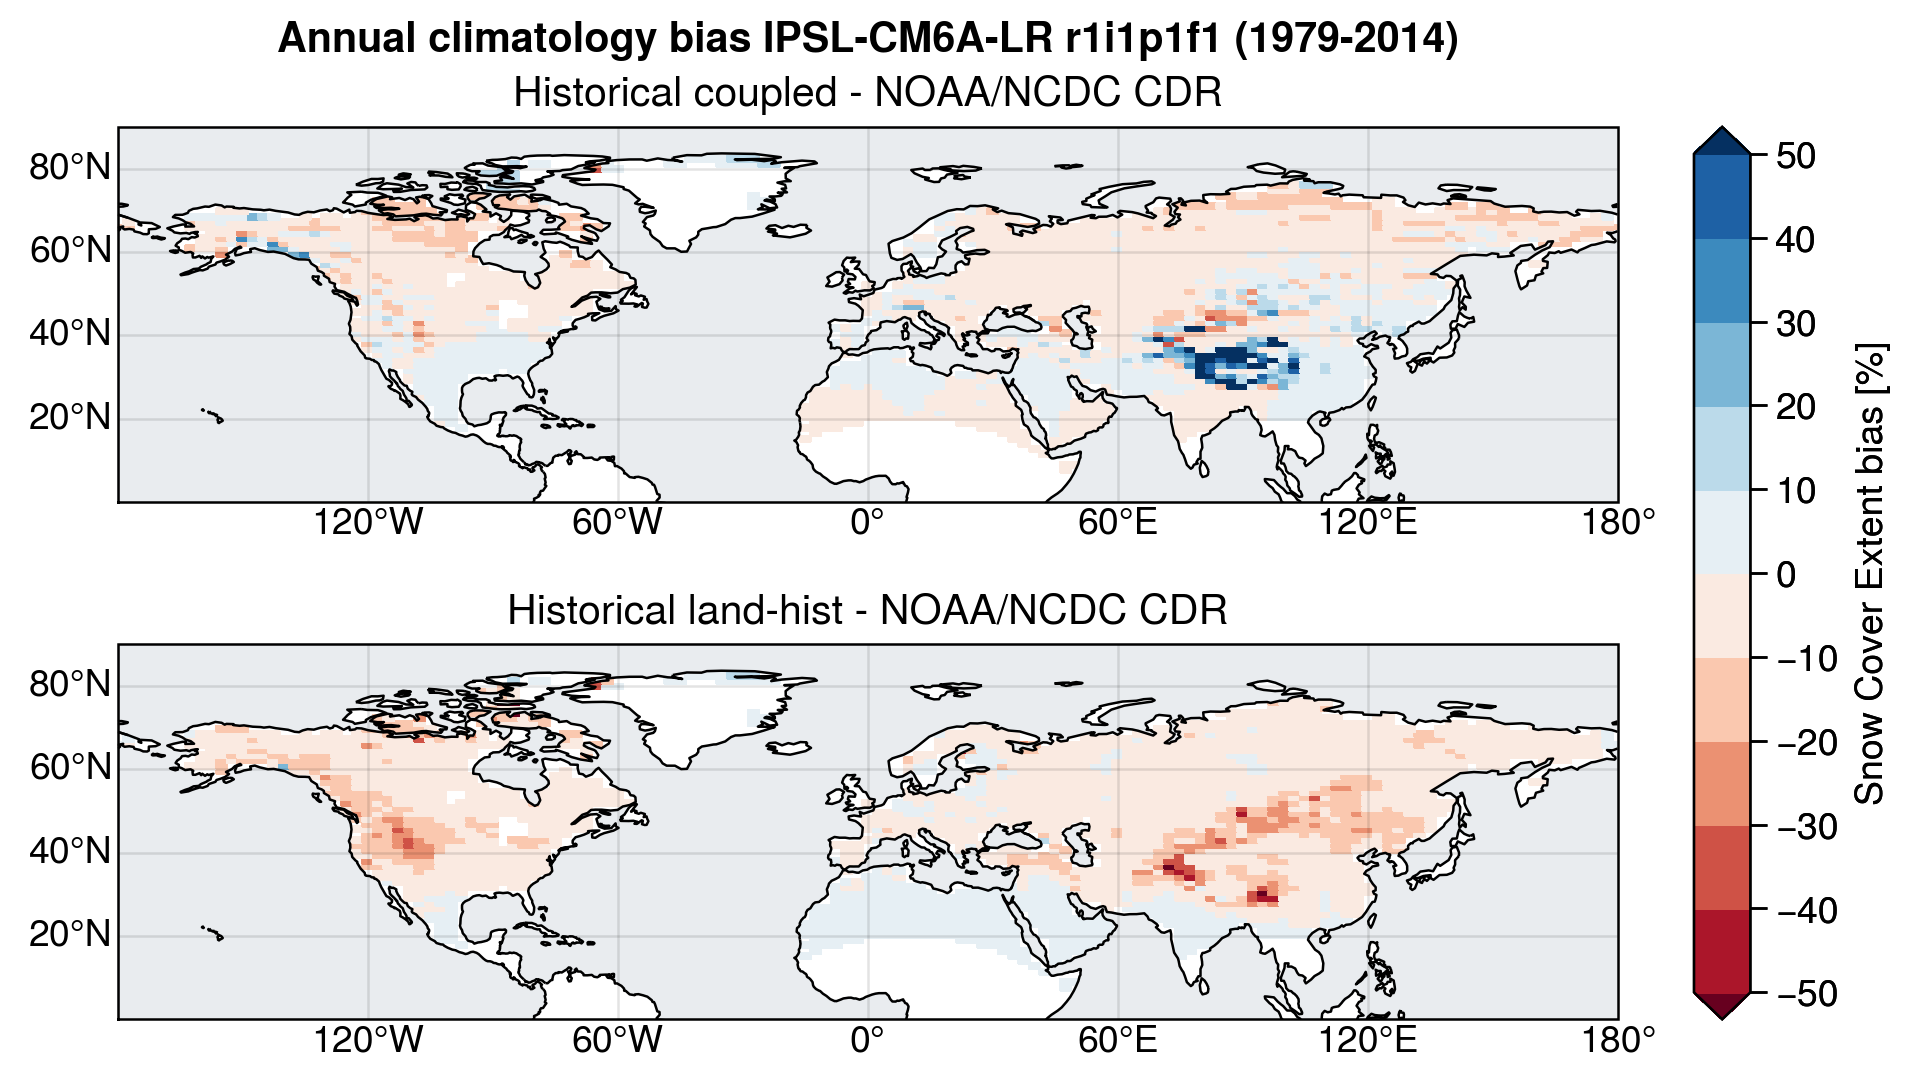 Annual climatology bias IPSL-CM6A-LR r1i1p1f1 (1979-2014)
Historical coupled - NOAA/NCDC CDR
80°N
60°N
40°N
20°N
120°W 60°W 0° 60°E 120°E 180°
Historical land-hist - NOAA/NCDC CDR
80°N
60°N
40°N
20°N
120°W 60°W 0° 60°E 120°E 180°
50
40
30
20
10
0
−10
−20
−30
−40
−50
Snow Cover Extent bias [%]